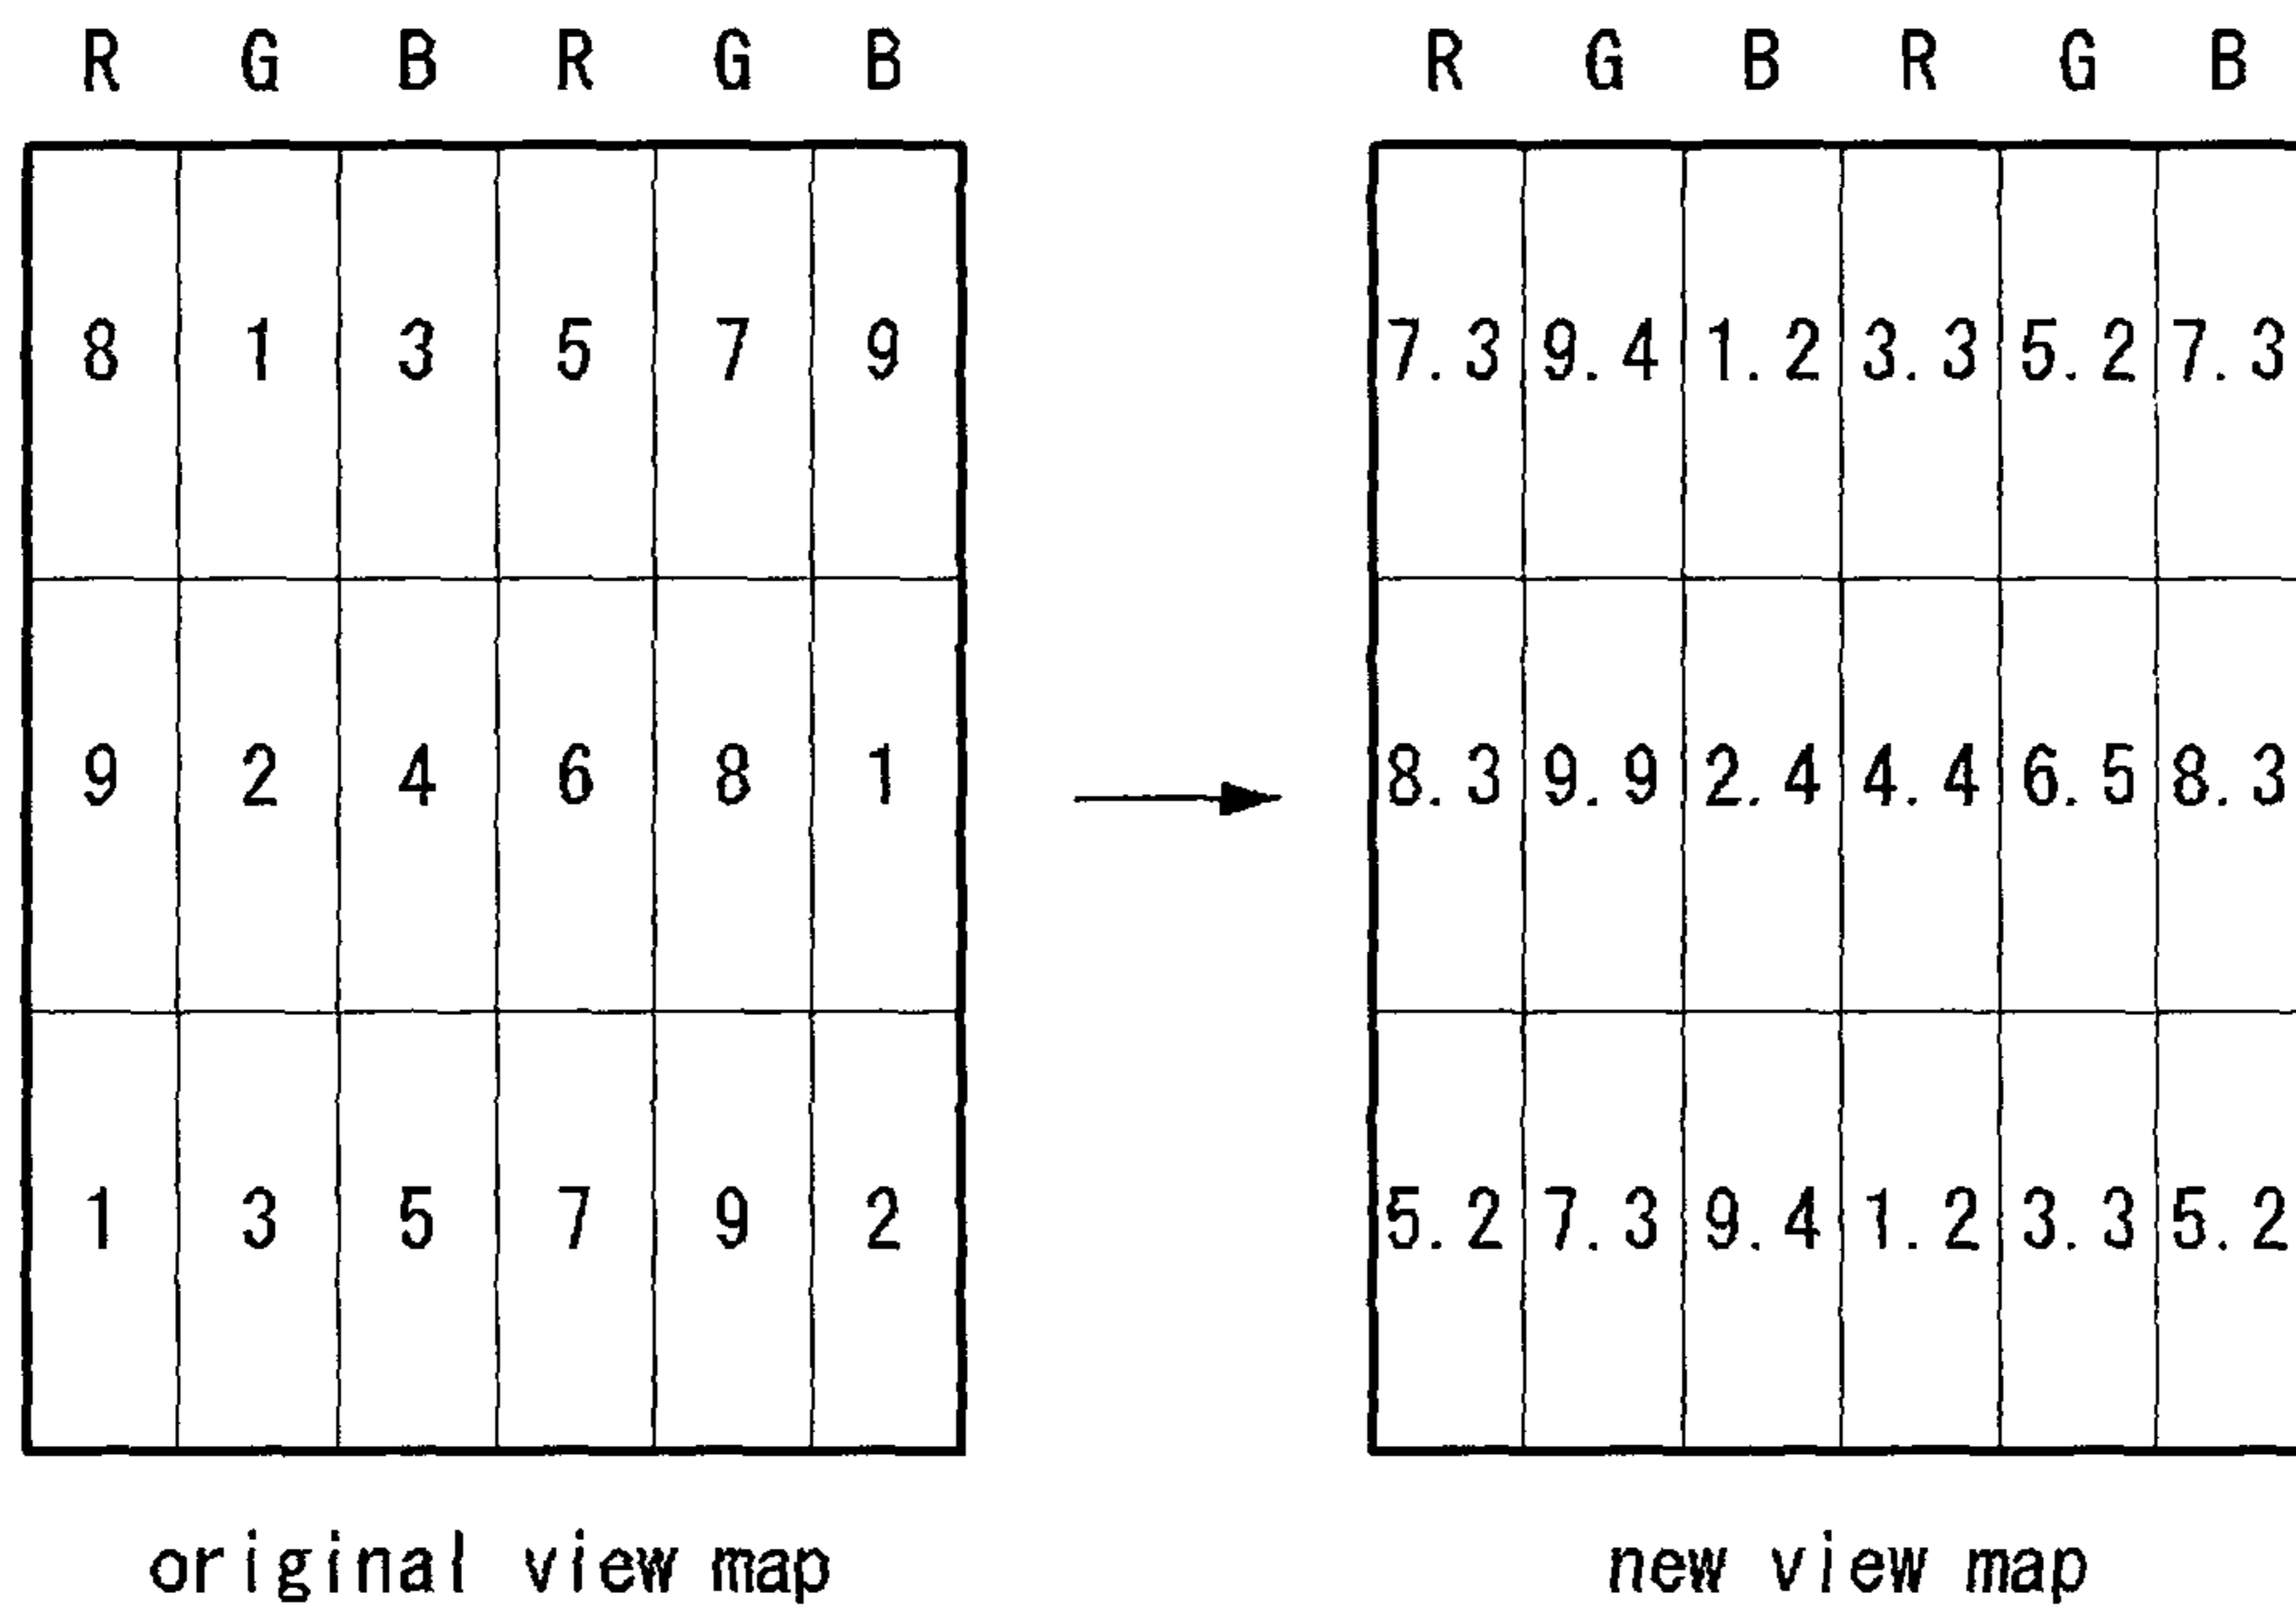 R G B R G B R G B R G B
8 1 3 5 7 9 7.3 9.4 1.2 3.3 5.2 7.3
9 2 4 6 8 1 8.3 9.9 2.4 4.4 6.5 8.3
1 3 5 7 9 2 5.2 7.3 9.4 1.2 3.3 5.2
original view map new view map